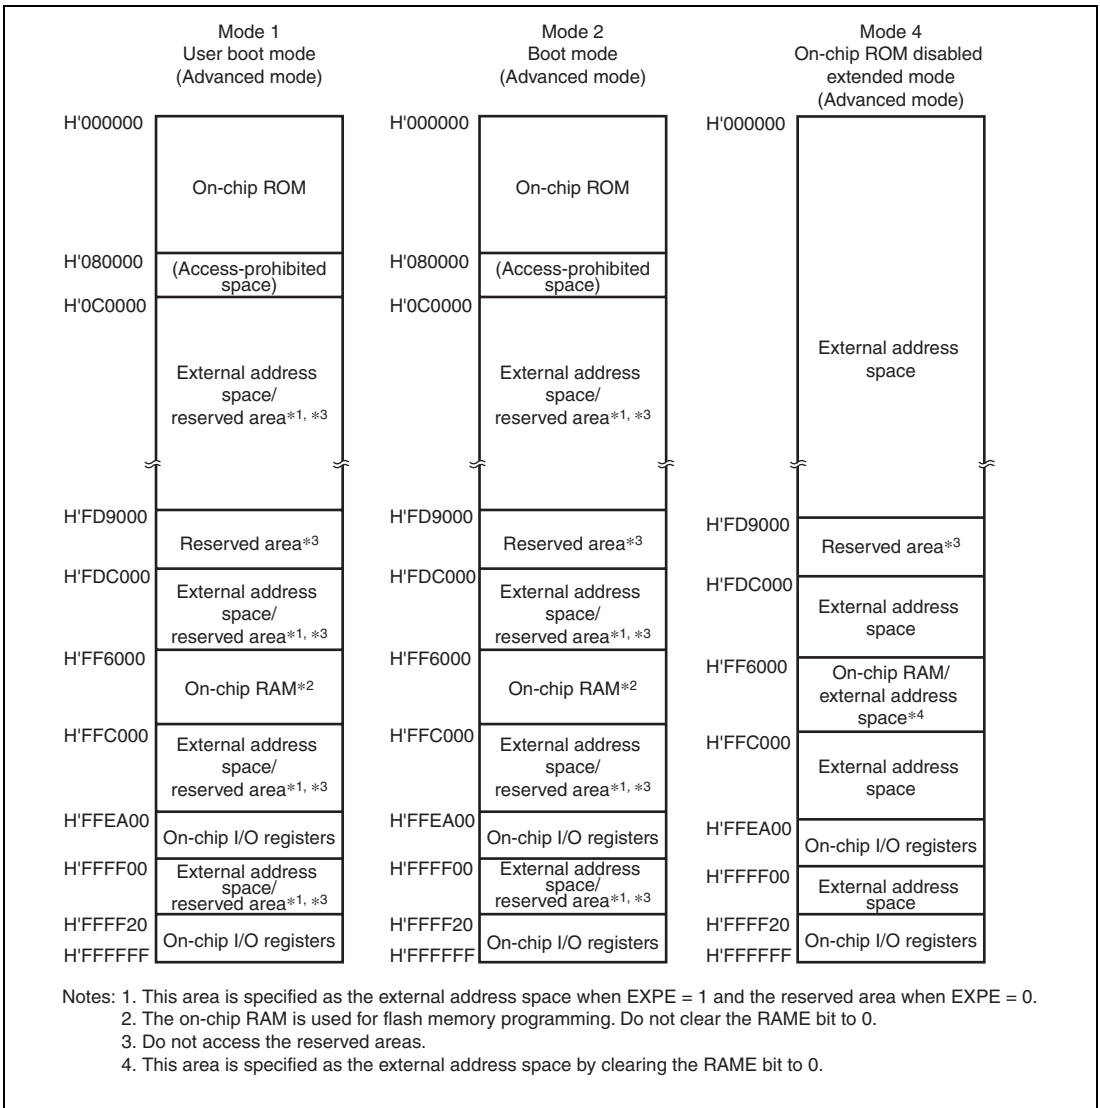 Mode 1
User boot mode
(Advanced mode)
H'000000
On-chip ROM
H'080000
(Access-prohibited
space)
H'0C0000
External address
space/
reserved area*1, *3
H'FD9000
Reserved area*3
H'FDC000
External address
space/
reserved area*1, *3
H'FF6000
On-chip RAM*2
H'FFC000
External address
space/
reserved area*1, *3
H'FFEA00
On-chip I/O registers
H'FFFF00
External address
space/
reserved area*1, *3
H'FFFF20
On-chip I/O registers
H'FFFFFF
Mode 2
Boot mode
(Advanced mode)
H'000000
On-chip ROM
H'080000
(Access-prohibited
space)
H'0C0000
External address
space/
reserved area*1, *3
H'FD9000
Reserved area*3
H'FDC000
External address
space/
reserved area*1, *3
H'FF6000
On-chip RAM*2
H'FFC000
External address
space/
reserved area*1, *3
H'FFEA00
On-chip I/O registers
H'FFFF00
External address
space/
reserved area*1, *3
H'FFFF20
On-chip I/O registers
H'FFFFFF
Mode 4
On-chip ROM disabled
extended mode
(Advanced mode)
H'000000
External address
space
H'FD9000
Reserved area*3
H'FDC000
External address
space
H'FF6000
On-chip RAM/
external address
space*4
H'FFC000
External address
space
H'FFEA00
On-chip I/O registers
H'FFFF00
External address
space
H'FFFF20
On-chip I/O registers
H'FFFFFF
Notes: 1. This area is specified as the external address space when EXPE = 1 and the reserved area when EXPE = 0.
2. The on-chip RAM is used for flash memory programming. Do not clear the RAME bit to 0.
3. Do not access the reserved areas.
4. This area is specified as the external address space by clearing the RAME bit to 0.